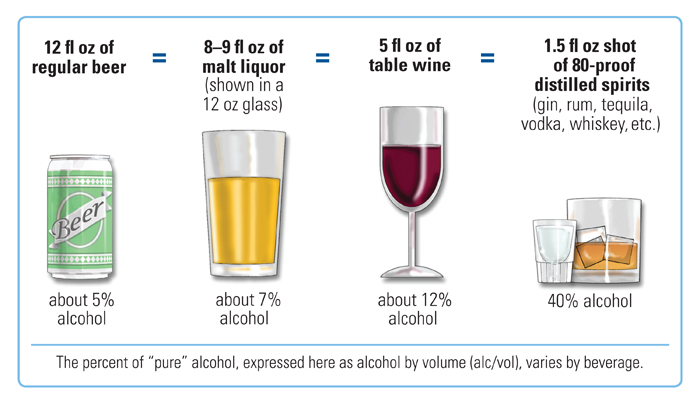 12 fl oz of
regular beer
=
8–9 fl oz of
malt liquor
(shown in a
12 oz glass)
=
5 fl oz of
table wine
=
1.5 fl oz shot
of 80-proof
distilled spirits
(gin, rum, tequila,
vodka, whiskey, etc.)
Beer
about 5%
alcohol
about 7%
alcohol
about 12%
alcohol
40% alcohol
The percent of “pure” alcohol, expressed here as alcohol by volume (alc/vol), varies by beverage.